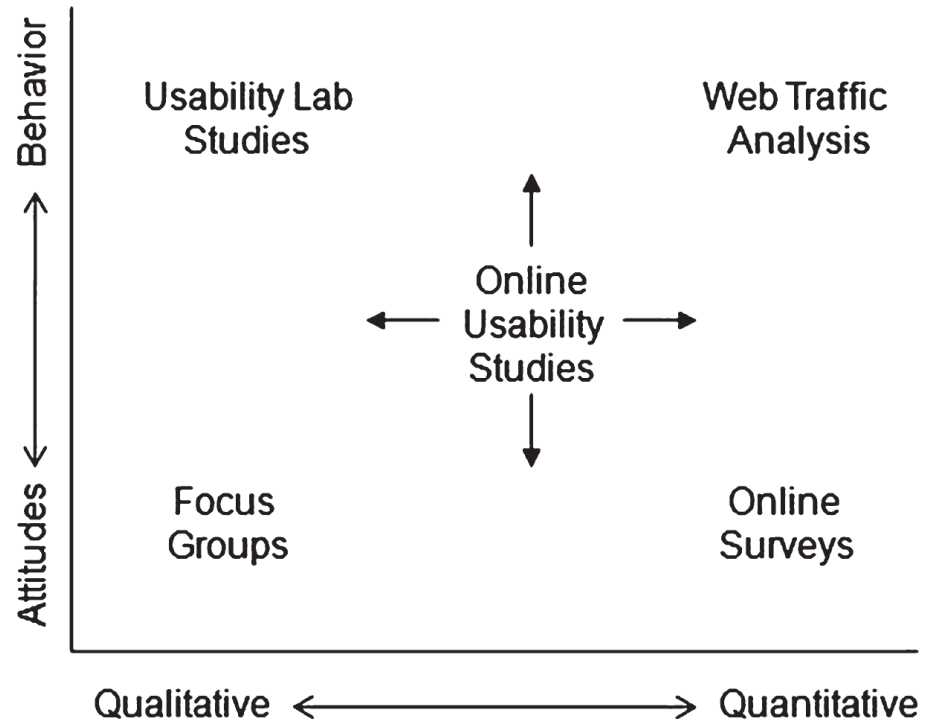 Behavior
Attitudes
Usability Lab
Studies
Web Traffic
Analysis
Online
Usability
Studies
Focus
Groups
Online
Surveys
Qualitative
Quantitative